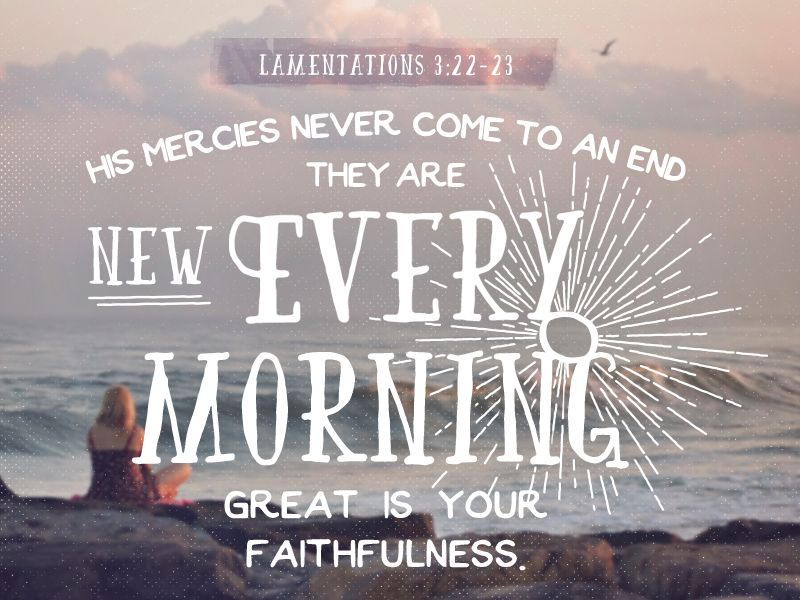 LAMENTATIONS 3:22-23
HIS MERCIES NEVER COME TO AN END
THEY ARE
NEW EVERY
MORNING
GREAT IS YOUR
FAITHFULNESS.